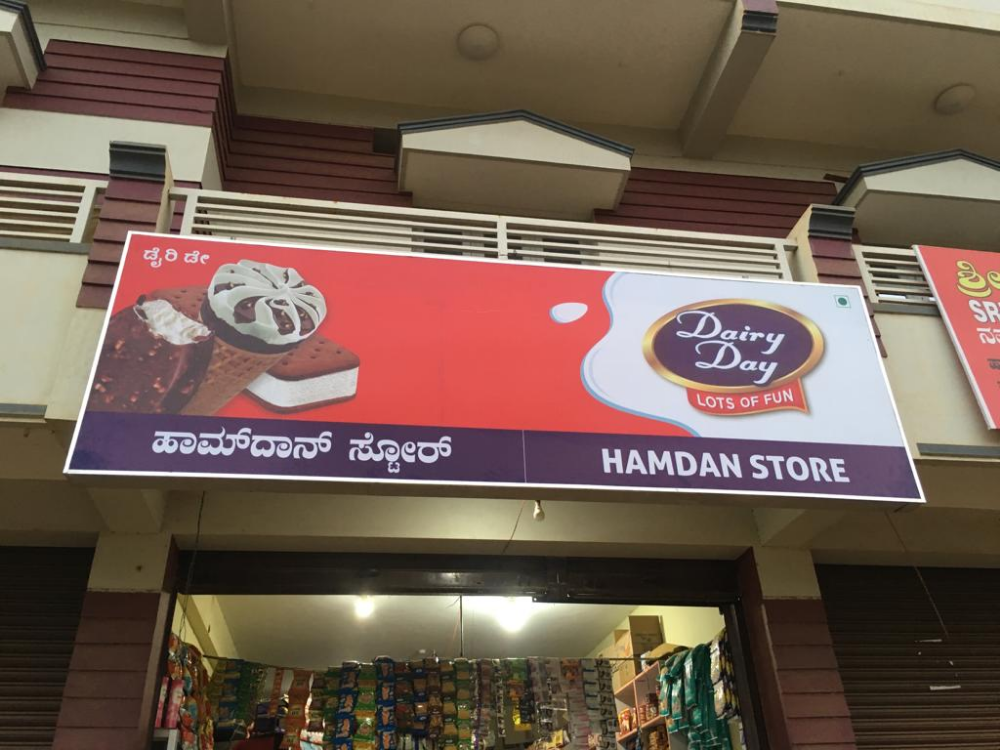 ಡೈರಿ ಡೇ
Dairy
Day
LOTS OF FUN
ಹಾಮ್‌ದಾನ್ ಸ್ಟೋರ್
HAMDAN STORE
ಶ್ರೀ